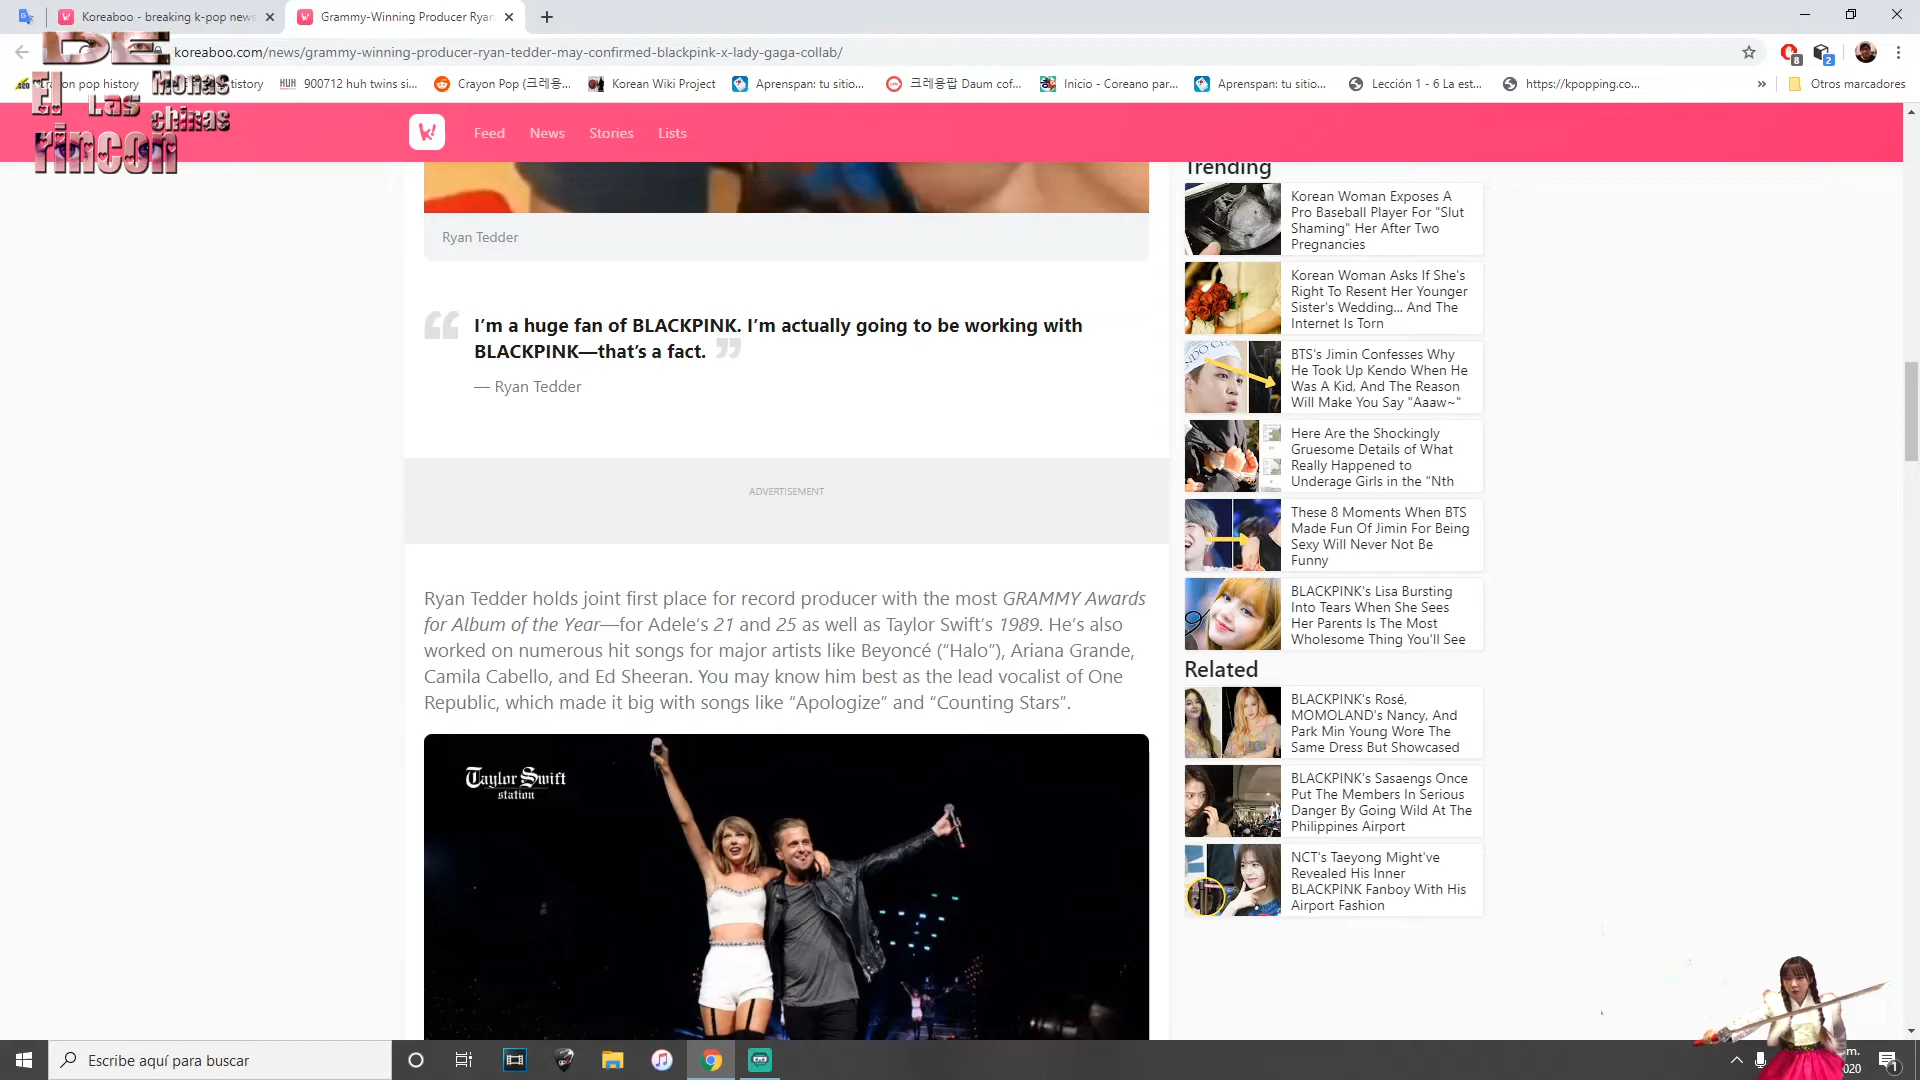 Koreaboo - breaking k-pop news
Grammy-Winning Producer Ryan
koreaboo.com/news/grammy-winning-producer-ryan-tedder-may-confirmed-blackpink-x-lady-gaga-collab/
8
2
pop history
tistory
HUH 900712 huh twins si...
Crayon Pop (크레용...
Korean Wiki Project
Aprenspan: tu sitio...
크레용팝 Daum cof...
Inicio - Coreano par...
Aprenspan: tu sitio...
Lección 1 - 6 La est...
https://kpopping.co...
»
Otros marcadores
DE
El Las Monas
chinas
rincon
Feed
News
Stories
Lists
Ryan Tedder
I'm a huge fan of BLACKPINK. I'm actually going to be working with
BLACKPINK—that's a fact.
— Ryan Tedder
ADVERTISEMENT
Ryan Tedder holds joint first place for record producer with the most GRAMMY Awards
for Album of the Year—for Adele's 21 and 25 as well as Taylor Swift's 1989. He's also
worked on numerous hit songs for major artists like Beyoncé (“Halo”), Ariana Grande,
Camila Cabello, and Ed Sheeran. You may know him best as the lead vocalist of One
Republic, which made it big with songs like “Apologize” and “Counting Stars”.
Taylor Swift
station
Trending
Korean Woman Exposes A
Pro Baseball Player For "Slut
Shaming" Her After Two
Pregnancies
Korean Woman Asks If She's
Right To Resent Her Younger
Sister's Wedding... And The
Internet Is Torn
BTS's Jimin Confesses Why
He Took Up Kendo When He
Was A Kid, And The Reason
Will Make You Say "Aaaw~"
Here Are the Shockingly
Gruesome Details of What
Really Happened to
Underage Girls in the "Nth
These 8 Moments When BTS
Made Fun Of Jimin For Being
Sexy Will Never Not Be
Funny
BLACKPINK's Lisa Bursting
Into Tears When She Sees
Her Parents Is The Most
Wholesome Thing You'll See
Related
BLACKPINK's Rosé,
MOMOLAND's Nancy, And
Park Min Young Wore The
Same Dress But Showcased
BLACKPINK's Sasaengs Once
Put The Members In Serious
Danger By Going Wild At The
Philippines Airport
NCT's Taeyong Might've
Revealed His Inner
BLACKPINK Fanboy With His
Airport Fashion
Escribe aquí para buscar
m.
020
1